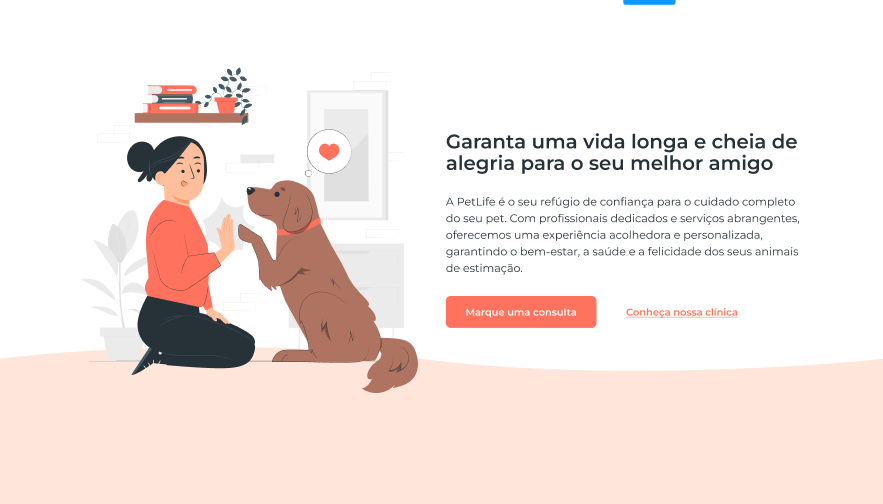 Garanta uma vida longa e cheia de
alegria para o seu melhor amigo
A PetLife é o seu refúgio de confiança para o cuidado completo
do seu pet. Com profissionais dedicados e serviços abrangentes,
oferecemos uma experiência acolhedora e personalizada,
garantindo o bem-estar, a saúde e a felicidade dos seus animais
de estimação.
Marque uma consulta
Conheça nossa clínica